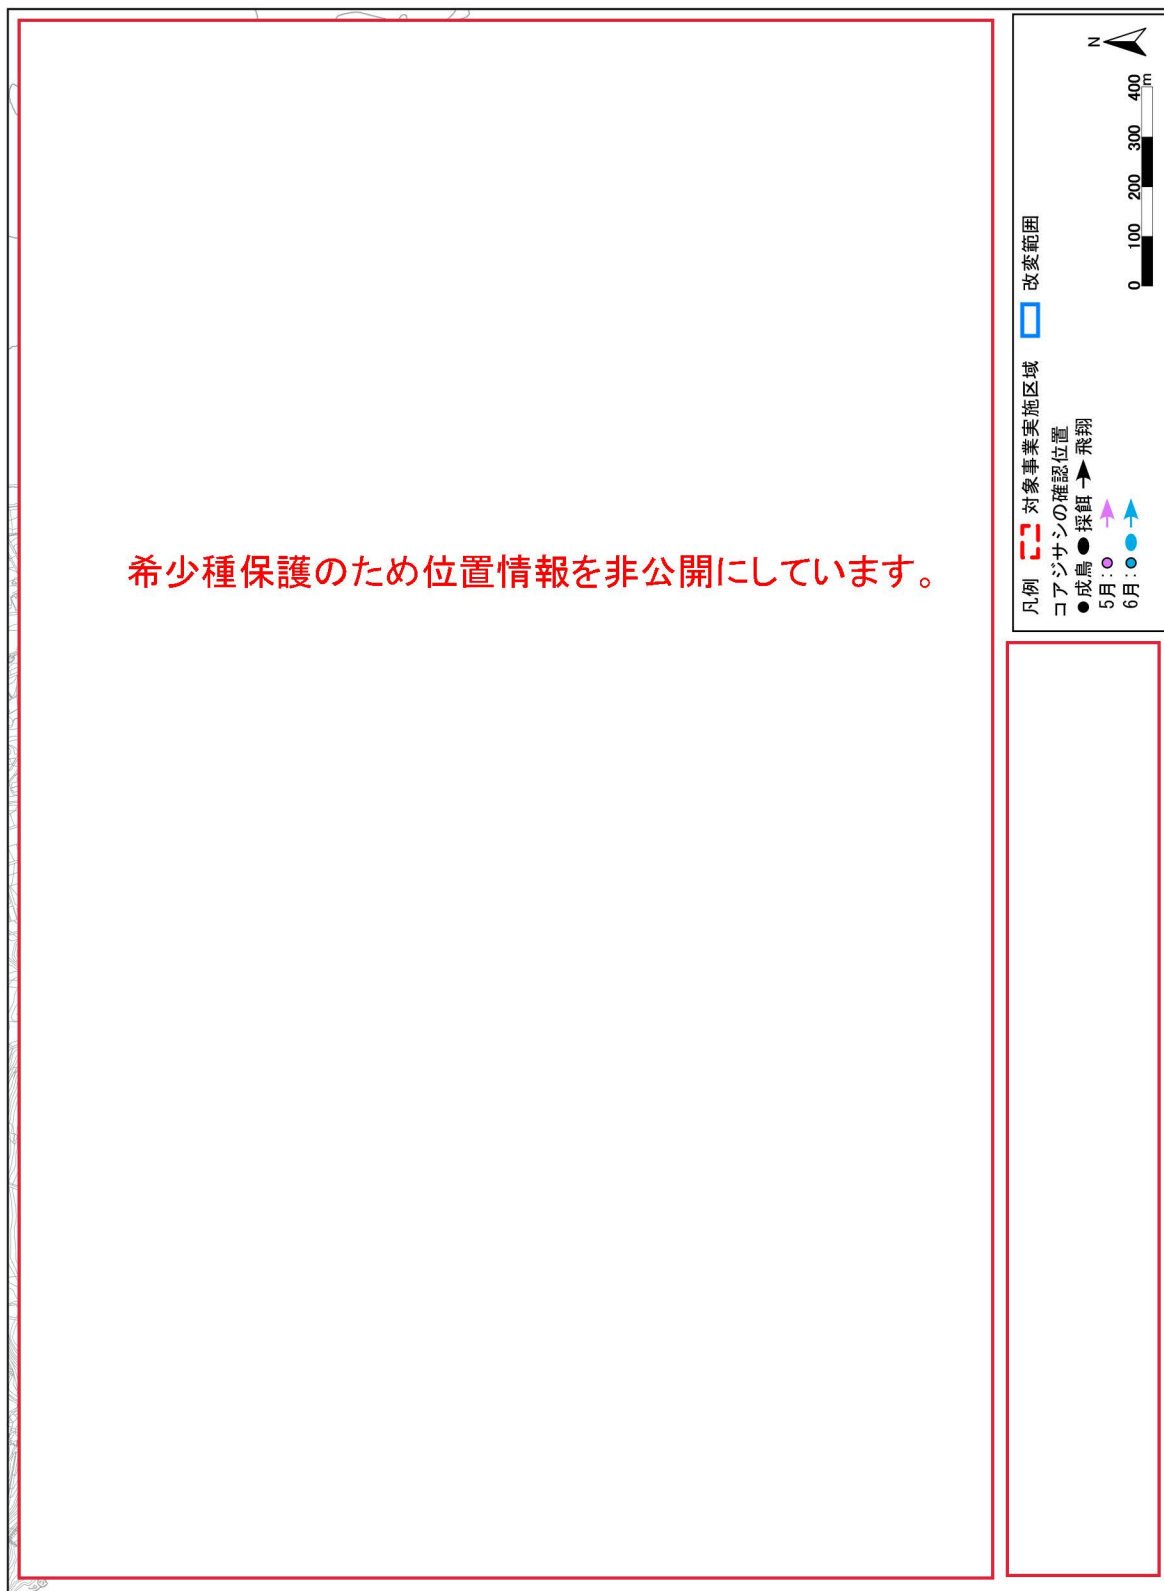 希少種保護のため位置情報を非公開にしています。
凡例 対象事業実施区域 改変範囲
コアジサシの確認位置
成鳥 採餌 飛翔
5月:
6月:
N
0 100 200 300 400
m